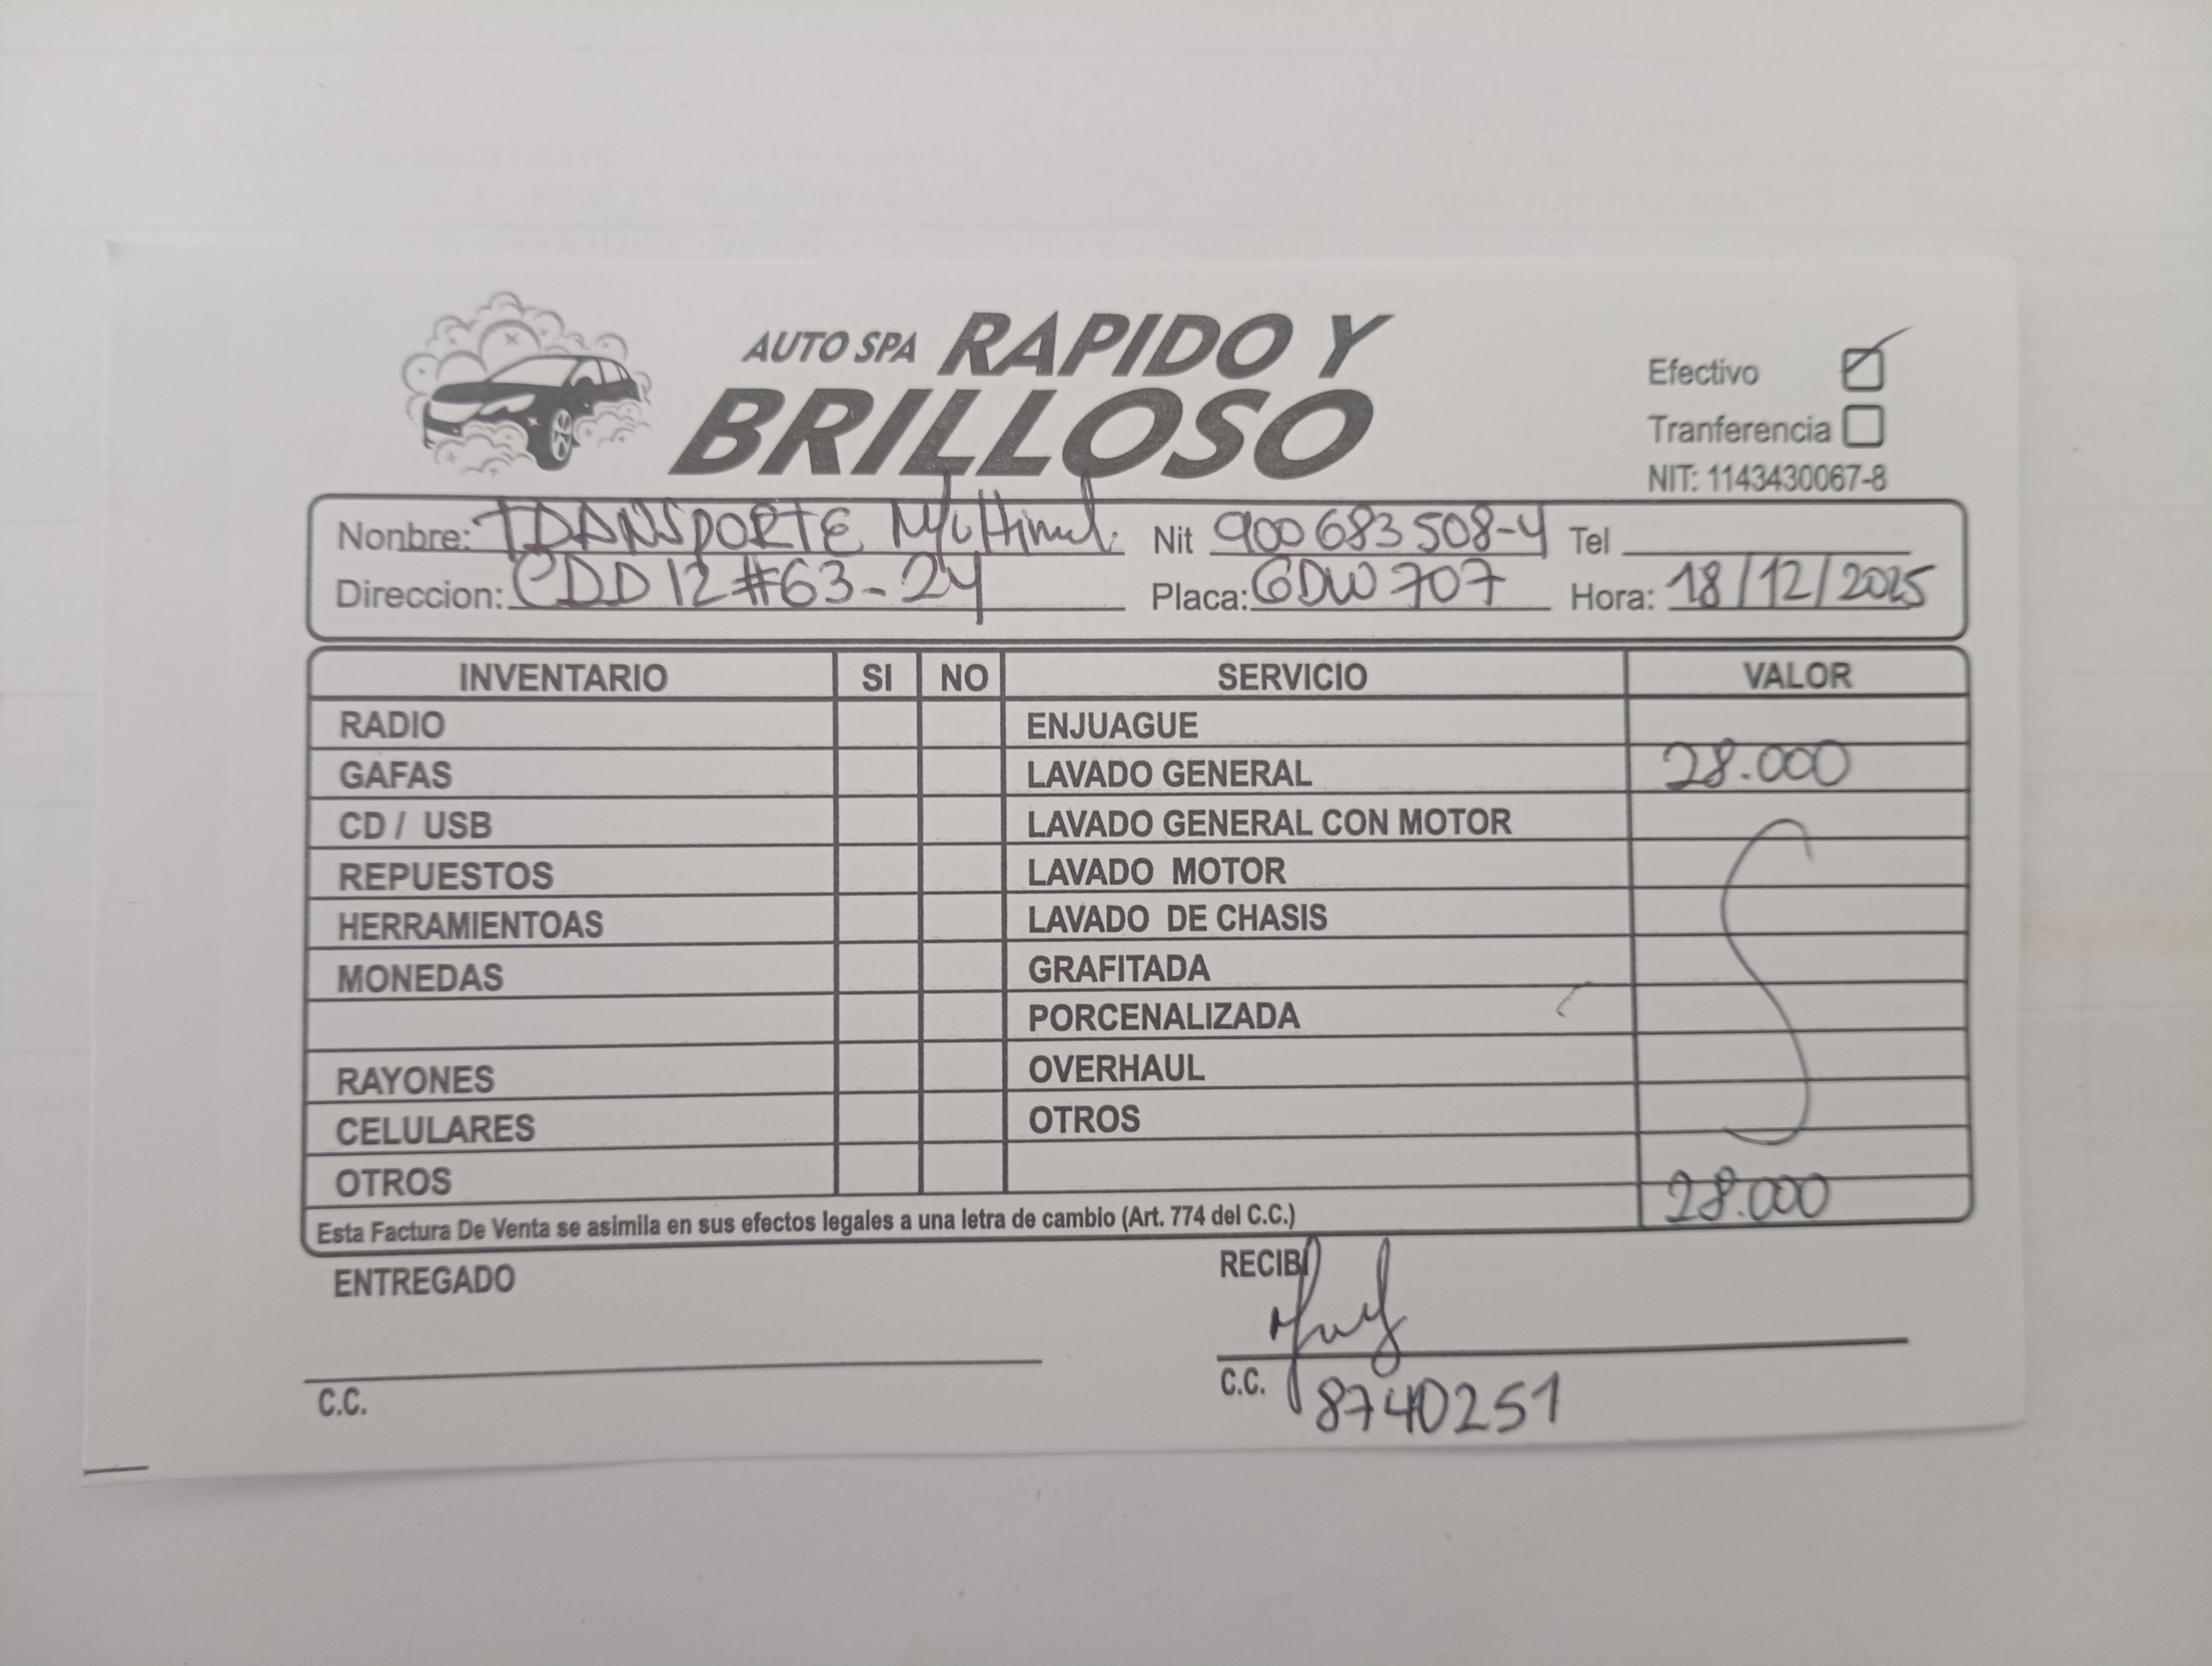 AUTO SPA RAPIDO Y
BRILLOSO
Efectivo
Tranferencia
NIT: 1143430067-8
Nonbre: TRANSPORTE Nit 900683508-4 Tel
Direccion: CDD 12 #63-24 Placa: GDW 707 Hora: 18/12/2025
INVENTARIO SI NO SERVICIO VALOR
RADIO ENJUAGUE
GAFAS LAVADO GENERAL 28.000
CD / USB LAVADO GENERAL CON MOTOR
REPUESTOS LAVADO MOTOR
HERRAMIENTOAS LAVADO DE CHASIS
MONEDAS GRAFITADA
PORCENALIZADA
RAYONES OVERHAUL
CELULARES OTROS
OTROS
28.000
Esta Factura De Venta se asimila en sus efectos legales a una letra de cambio (Art. 774 del C.C.)
ENTREGADO RECIBI
C.C. C.C. 8740251